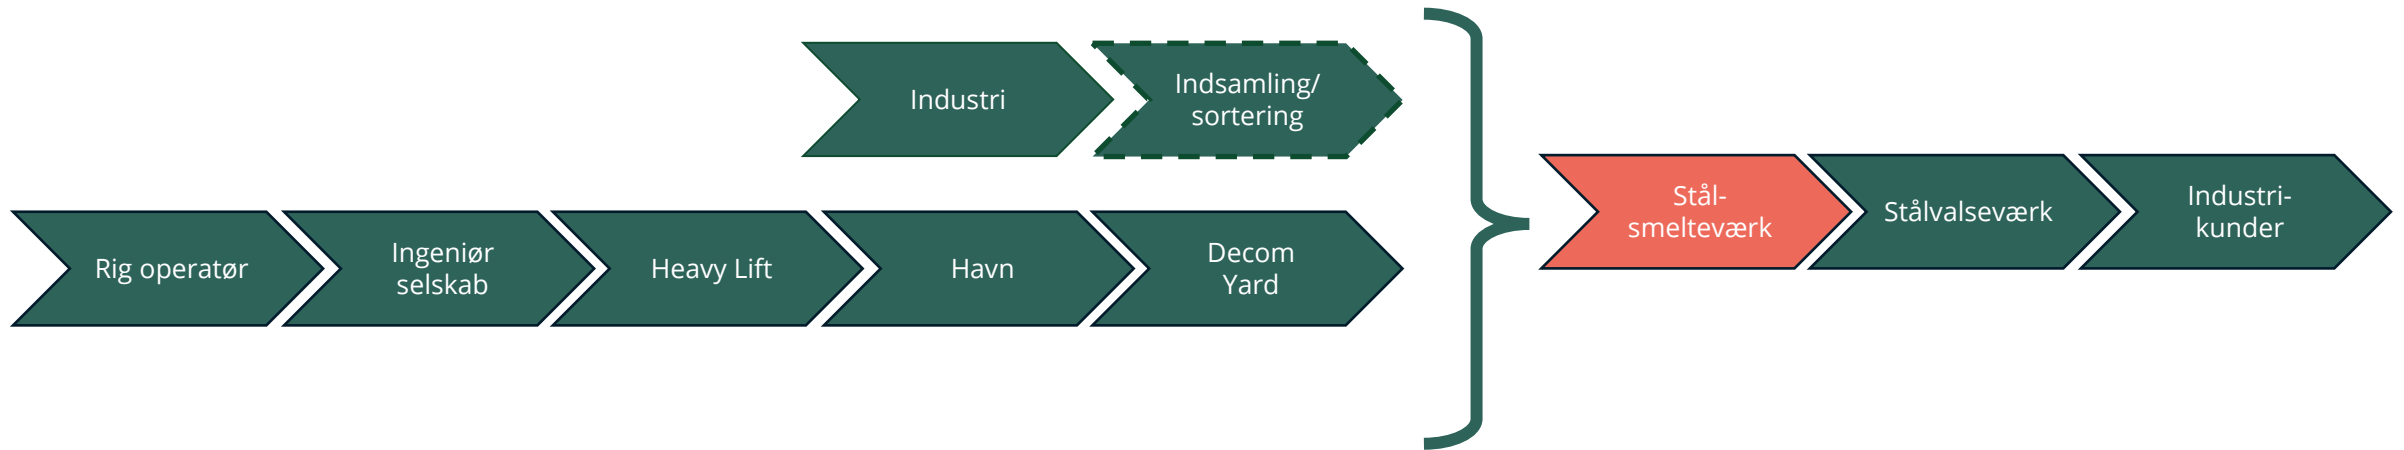 Industri
Indsamling/
sortering
Rig operatør
Ingeniør
selskab
Heavy Lift
Havn
Decom
Yard
Stål-
smelteværk
Stålvalseværk
Industri-
kunder